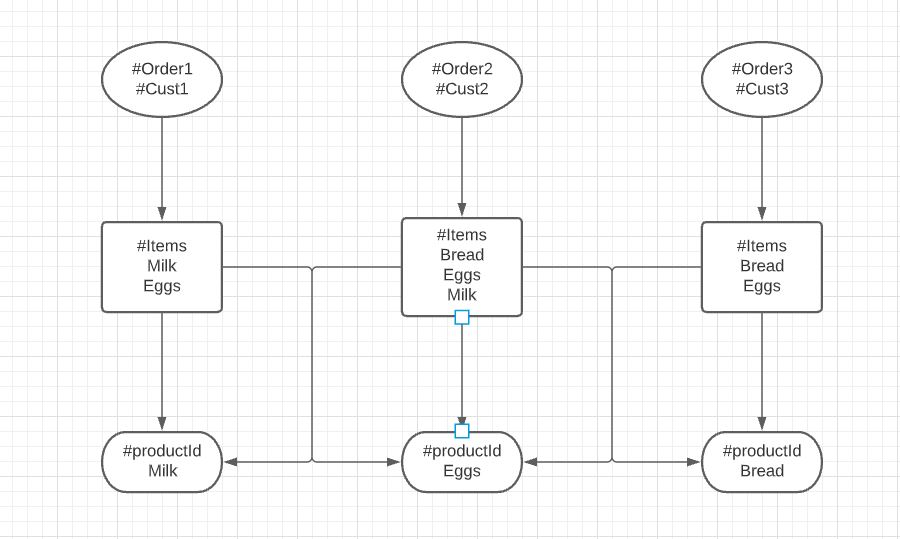 #Order1
#Cust1
#Order2
#Cust2
#Order3
#Cust3
#Items
Milk
Eggs
#Items
Bread
Eggs
Milk
#Items
Bread
Eggs
#productId
Milk
#productId
Eggs
#productId
Bread